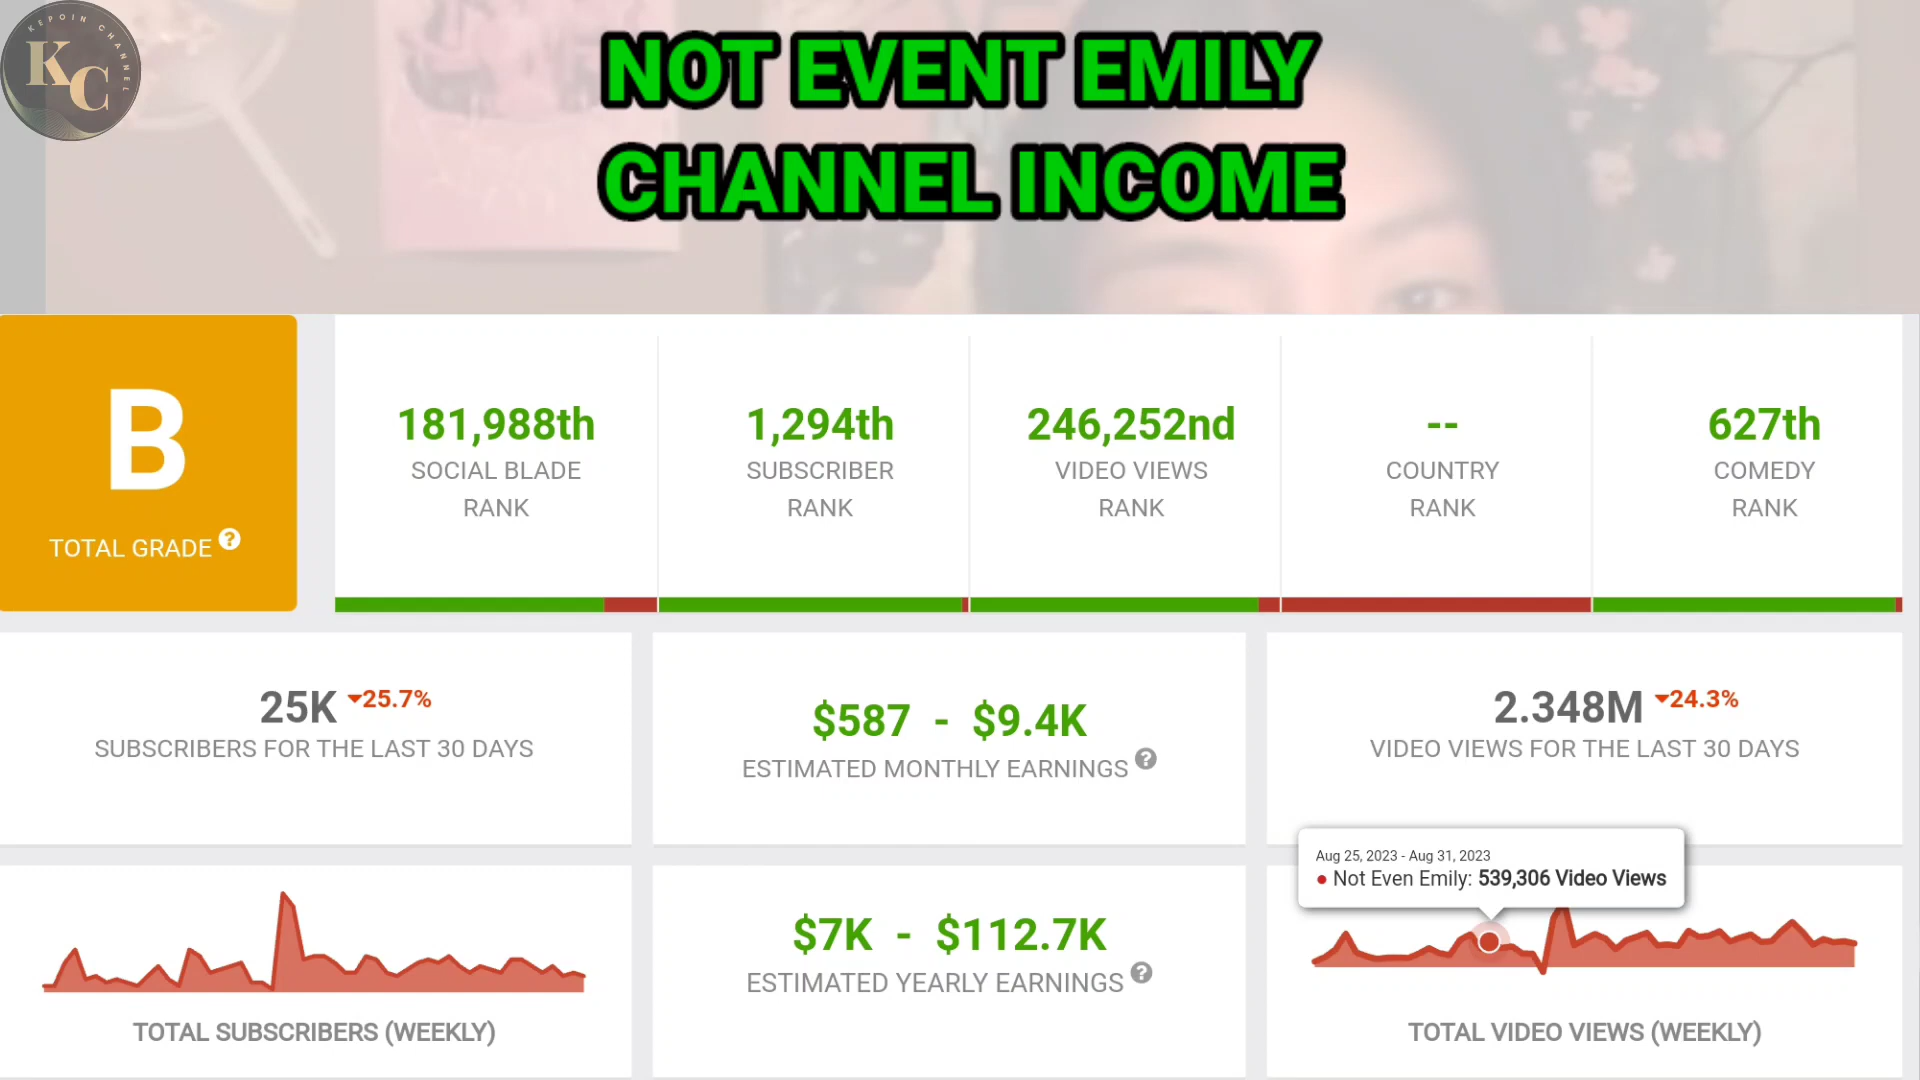 KEPOIN CHANNEL
KC
NOT EVENT EMILY
CHANNEL INCOME
B
TOTAL GRADE ?
181,988th
SOCIAL BLADE
RANK
1,294th
SUBSCRIBER
RANK
246,252nd
VIDEO VIEWS
RANK
--
COUNTRY
RANK
627th
COMEDY
RANK
25K 25.7%
SUBSCRIBERS FOR THE LAST 30 DAYS
$587 - $9.4K
ESTIMATED MONTHLY EARNINGS ?
2.348M 24.3%
VIDEO VIEWS FOR THE LAST 30 DAYS
Aug 25, 2023 - Aug 31, 2023
Not Even Emily: 539,306 Video Views
TOTAL SUBSCRIBERS (WEEKLY)
$7K - $112.7K
ESTIMATED YEARLY EARNINGS ?
TOTAL VIDEO VIEWS (WEEKLY)